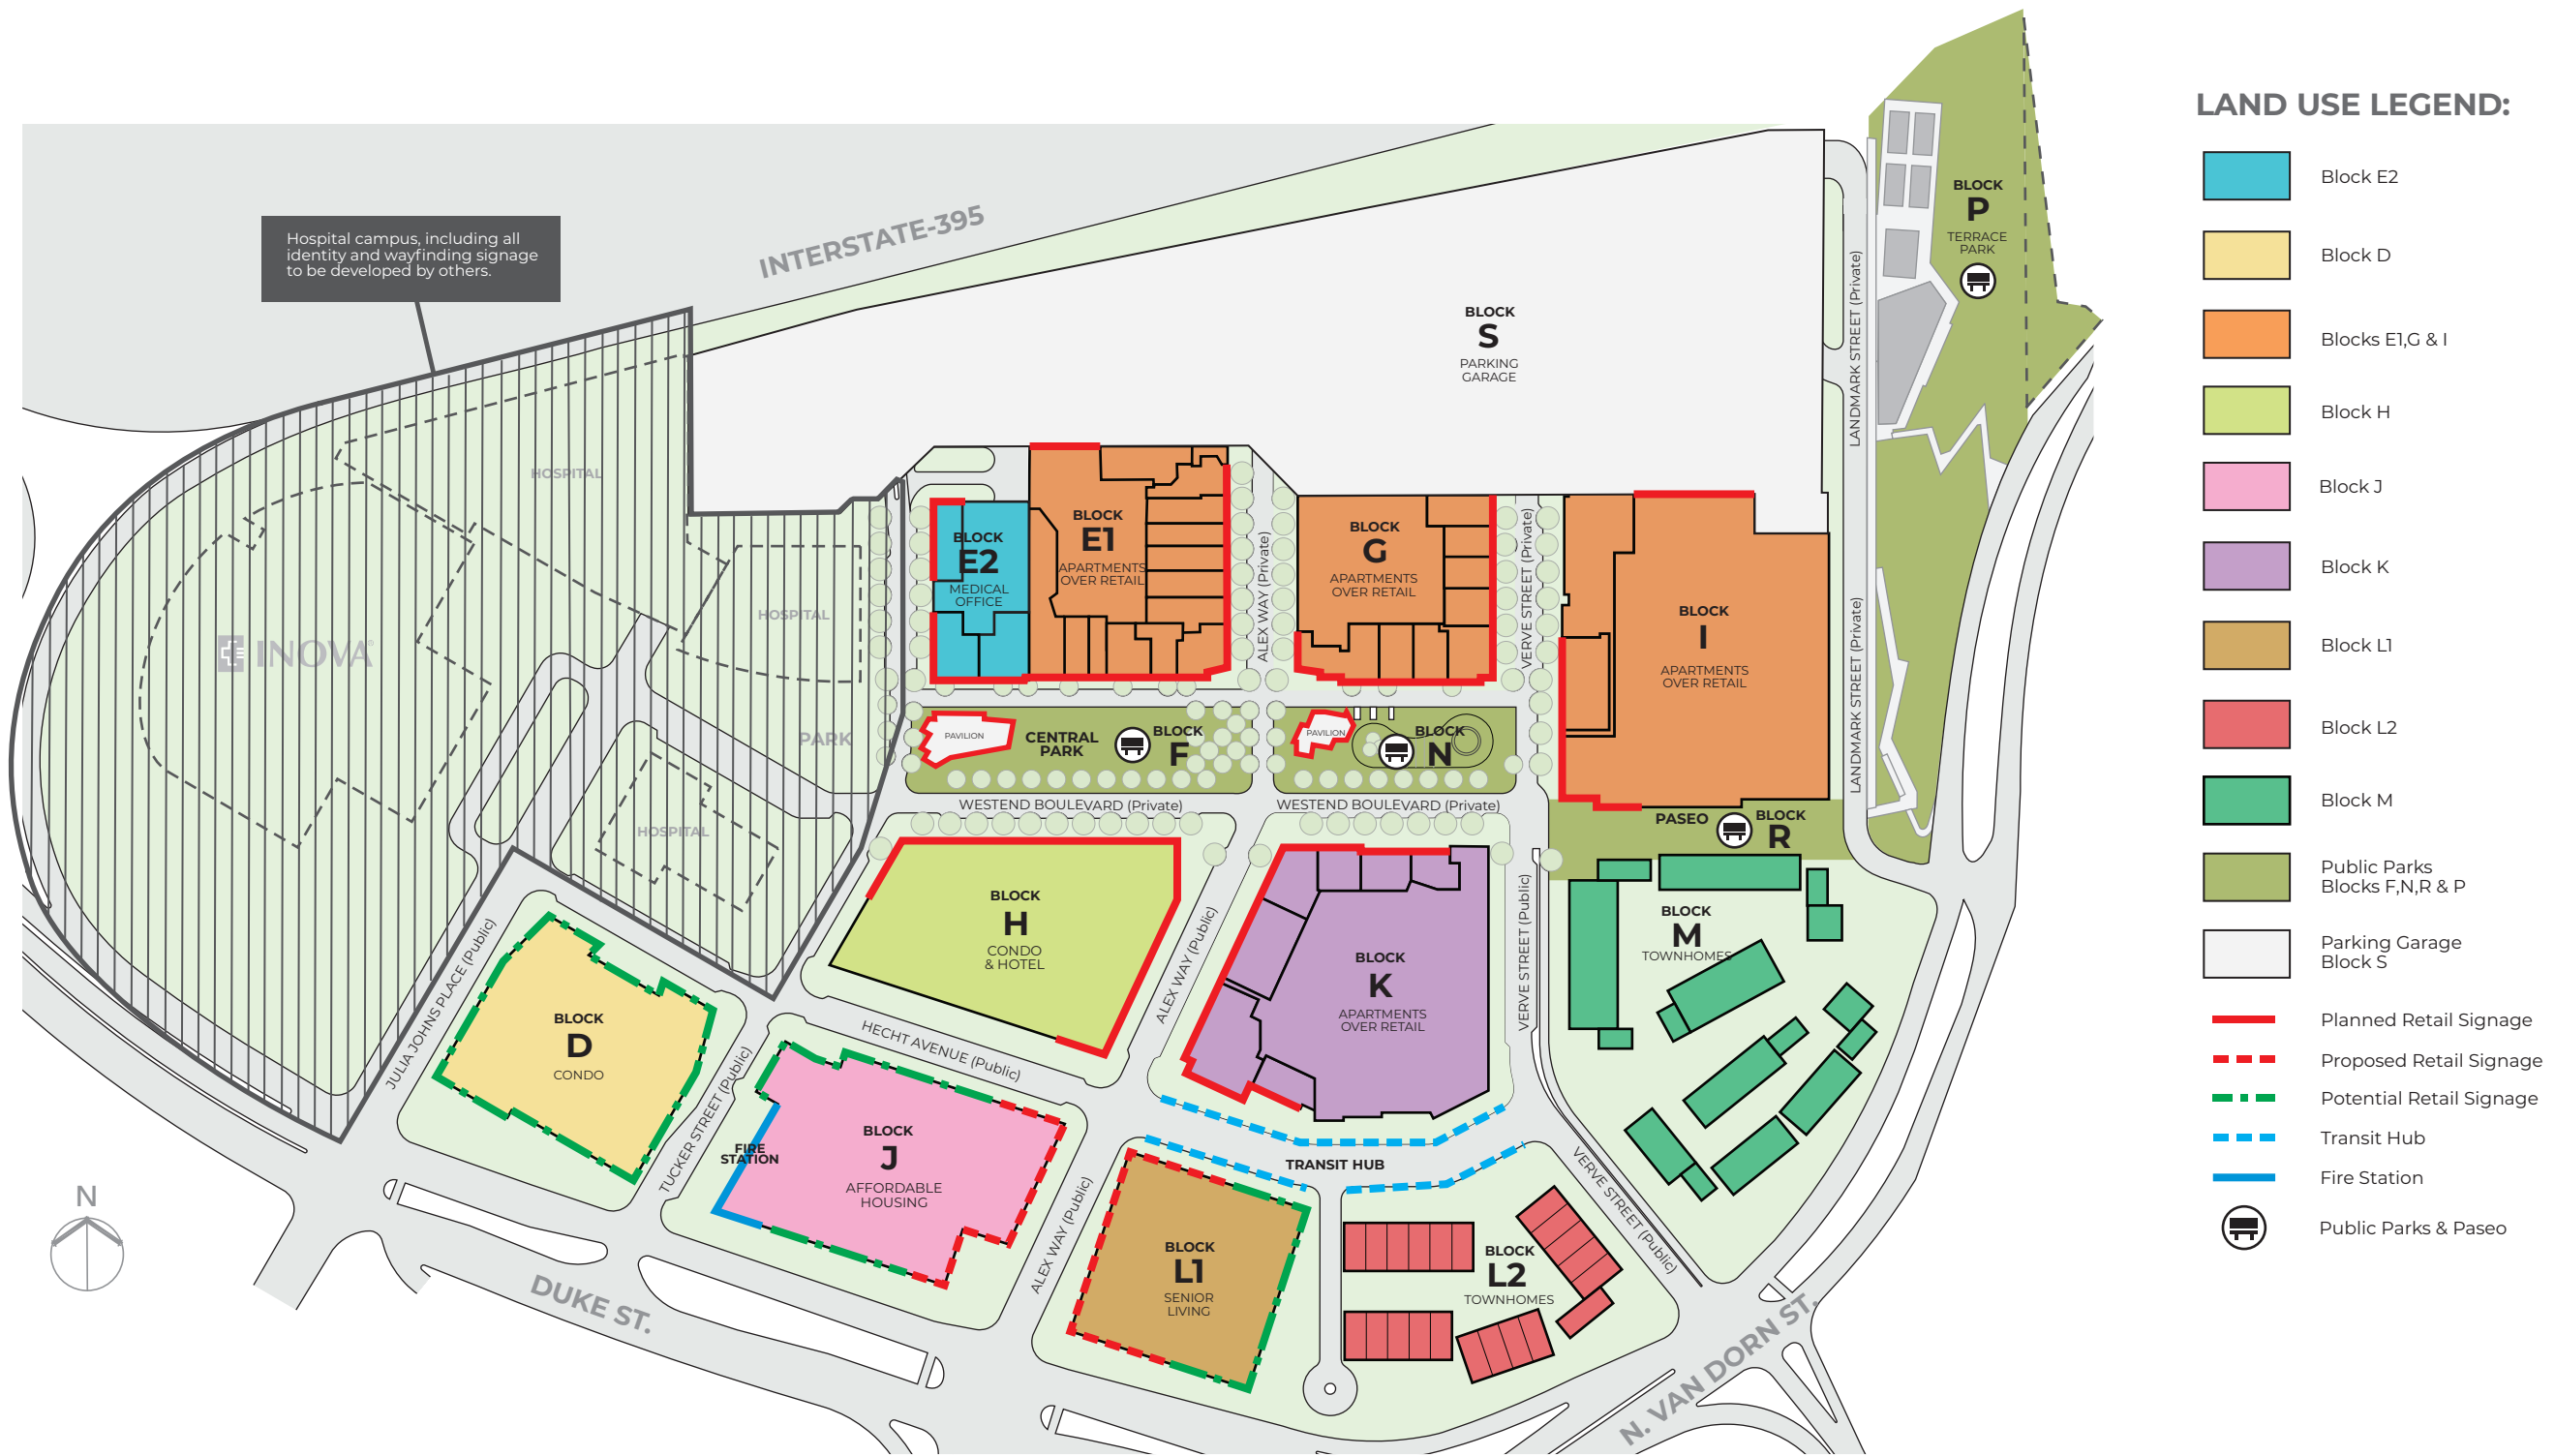 LAND USE LEGEND:
Block E2
Block D
Blocks E1,G & I
Block H
Block J
Block K
Block L1
Block L2
Block M
Public Parks
Blocks F,N,R & P
Parking Garage
Block S
Planned Retail Signage
Proposed Retail Signage
Potential Retail Signage
Transit Hub
Fire Station
Public Parks & Paseo
Hospital campus, including all
identity and wayfinding signage
to be developed by others.
INTERSTATE-395
BLOCK
P
TERRACE
PARK
BLOCK
S
PARKING
GARAGE
LANDMARK STREET (Private)
LANDMARK STREET (Private)
HOSPITAL
HOSPITAL
HOSPITAL
INOVA®
PARK
BLOCK
E2
MEDICAL
OFFICE
BLOCK
E1
APARTMENTS
OVER RETAIL
ALEX WAY (Private)
BLOCK
G
APARTMENTS
OVER RETAIL
VERVE STREET (Private)
BLOCK
I
APARTMENTS
OVER RETAIL
PAVILION
CENTRAL
PARK
BLOCK
F
PAVILION
BLOCK
N
WESTEND BOULEVARD (Private)
WESTEND BOULEVARD (Private)
PASEO
BLOCK
R
BLOCK
H
CONDO
& HOTEL
ALEX WAY (Public)
BLOCK
K
APARTMENTS
OVER RETAIL
VERVE STREET (Public)
BLOCK
M
TOWNHOMES
JULIA JOHNS PLACE (Public)
BLOCK
D
CONDO
TUCKER STREET (Public)
HECHT AVENUE (Public)
FIRE
STATION
BLOCK
J
AFFORDABLE
HOUSING
ALEX WAY (Public)
TRANSIT HUB
BLOCK
L1
SENIOR
LIVING
BLOCK
L2
TOWNHOMES
VERVE STREET (Public)
N
DUKE ST.
N. VAN DORN ST.